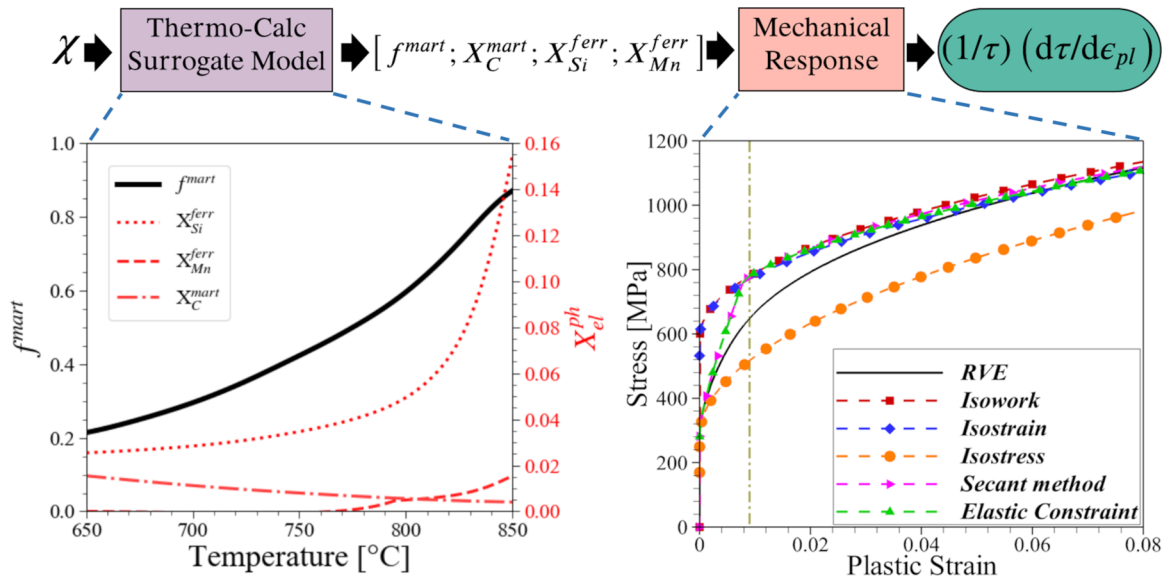 χ
Thermo-Calc
Surrogate Model
[ f^mart ; X_C^mart ; X_Si^ferr ; X_Mn^ferr ]
Mechanical
Response
(1/τ) (dτ/dϵ_pl)
1.0
0.8
0.6
0.4
0.2
0.0
f^mart
f^mart
X_Si^ferr
X_Mn^ferr
X_C^mart
0.16
0.14
0.12
0.10
0.08
0.06
0.04
0.02
0.00
X_el^ph
650
700
750
800
850
Temperature [°C]
1200
1000
800
600
400
200
0
Stress [MPa]
RVE
Isowork
Isostrain
Isostress
Secant method
Elastic Constraint
0
0.02
0.04
0.06
0.08
Plastic Strain